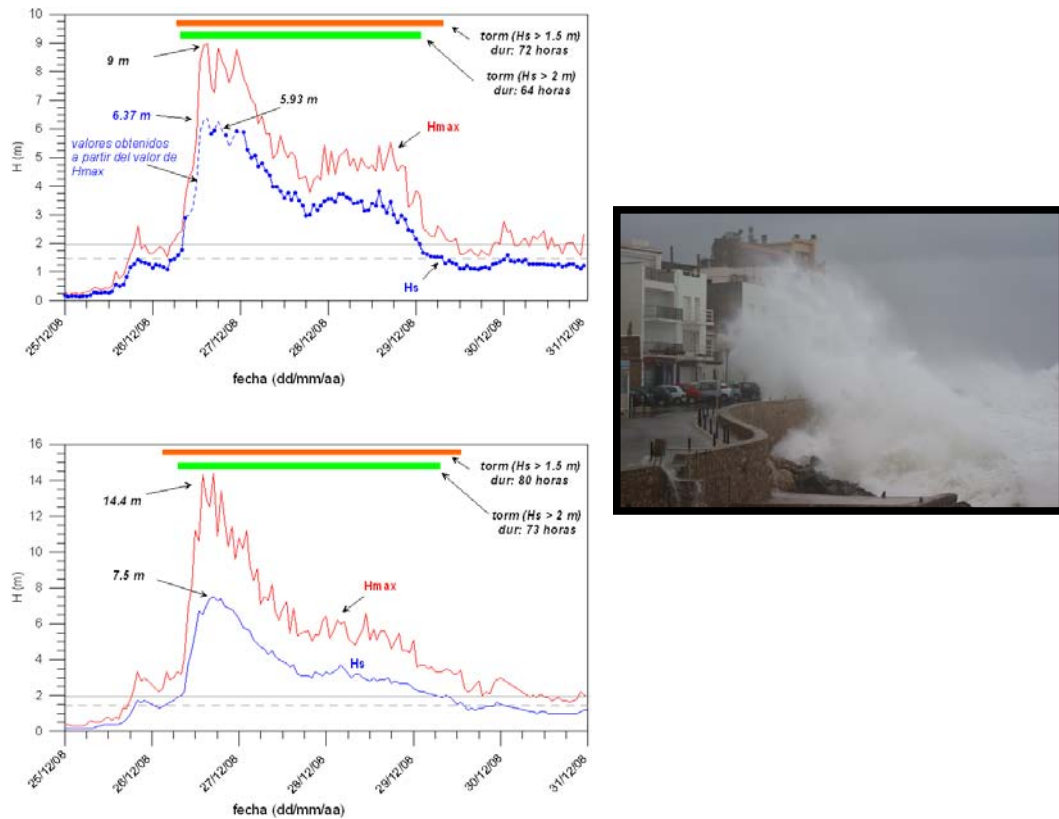 10
9
8
7
6
5
4
3
2
1
0
H (m)
torm (Hs > 1.5 m)
dur: 72 horas
torm (Hs > 2 m)
dur: 64 horas
9 m
6.37 m
5.93 m
valores obtenidos
a partir del valor de
Hmax
Hmax
Hs
25/12/08
26/12/08
27/12/08
28/12/08
29/12/08
30/12/08
31/12/08
fecha (dd/mm/aa)
16
14
12
10
8
6
4
2
0
H (m)
torm (Hs > 1.5 m)
dur: 80 horas
torm (Hs > 2 m)
dur: 73 horas
14.4 m
7.5 m
Hmax
Hs
25/12/08
26/12/08
27/12/08
28/12/08
29/12/08
30/12/08
31/12/08
fecha (dd/mm/aa)